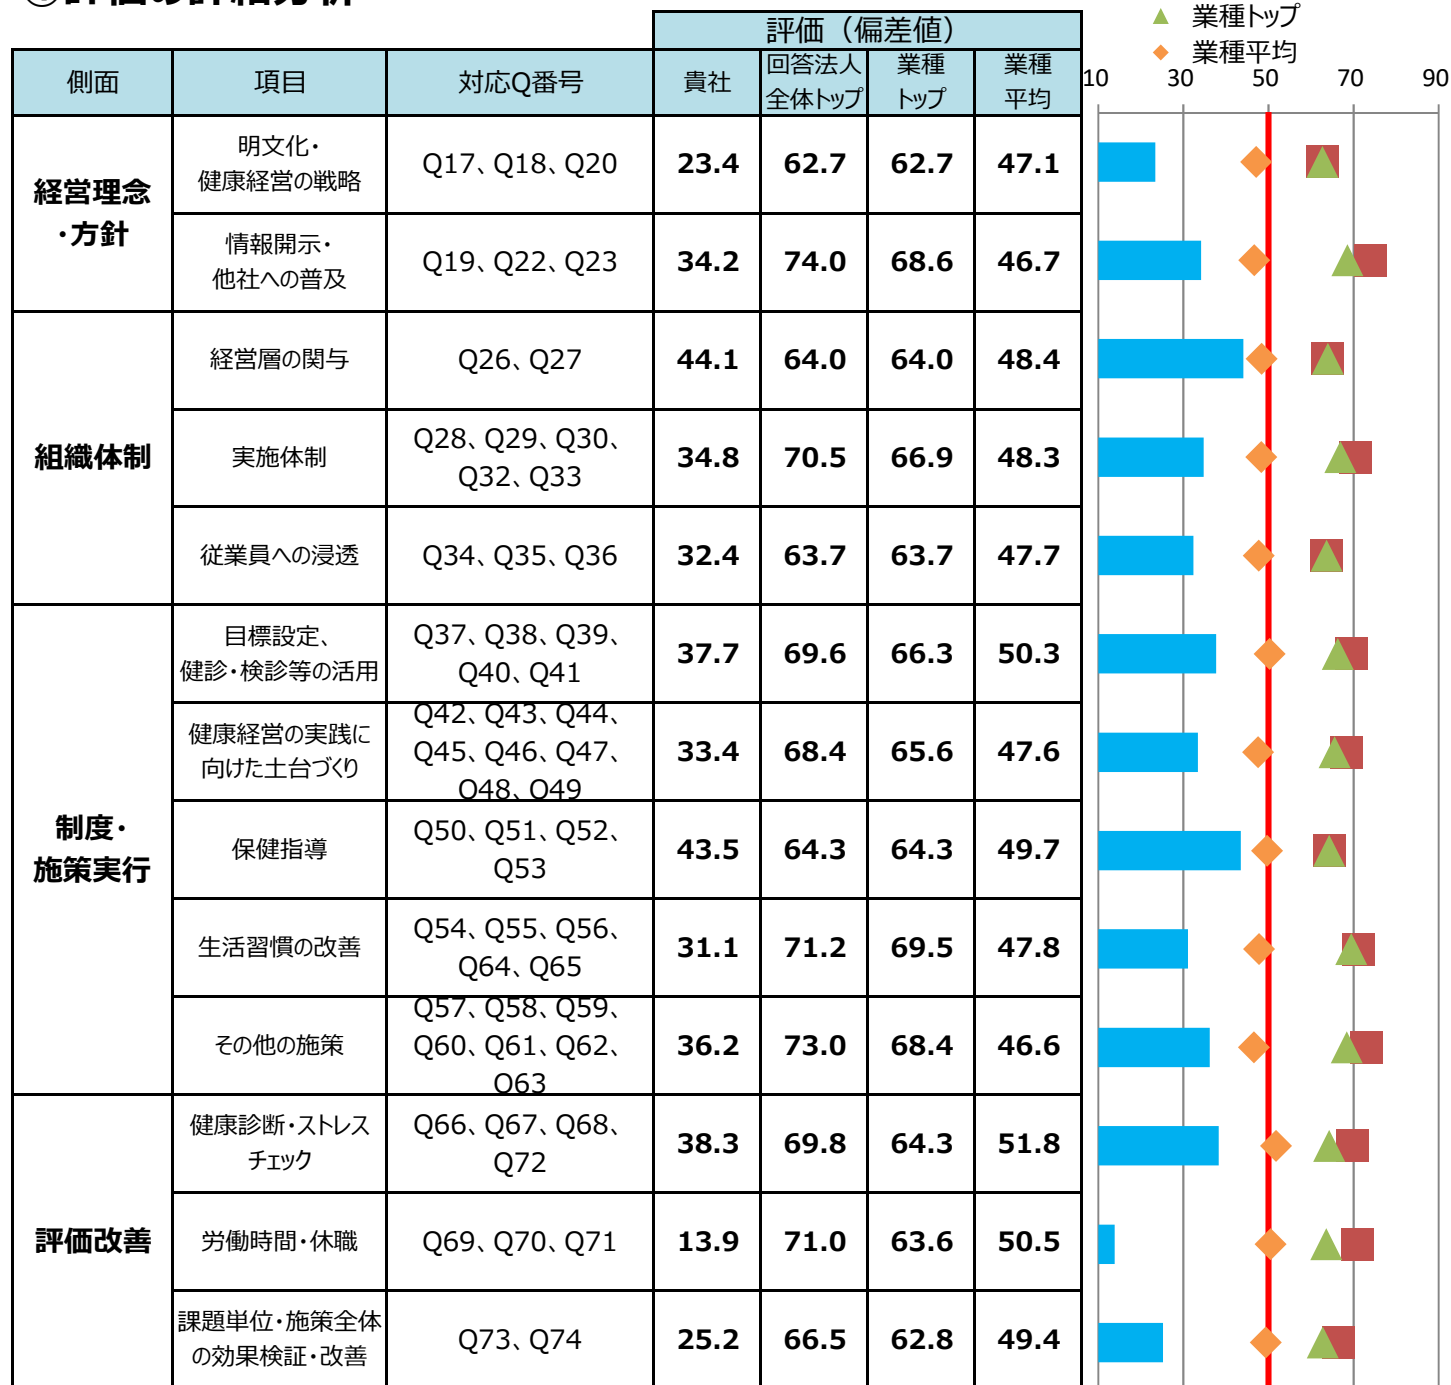 評価（偏差値）
▲ 業種トップ
◆ 業種平均
側面 項目 対応Q番号 貴社 回答法人 業種 業種
全体トップ トップ 平均
10 30 50 70 90
経営理念
・方針
明文化・
健康経営の戦略
Q17、Q18、Q20 23.4 62.7 62.7 47.1
情報開示・
他社への普及
Q19、Q22、Q23 34.2 74.0 68.6 46.7
組織体制
経営層の関与 Q26、Q27 44.1 64.0 64.0 48.4
実施体制
Q28、Q29、Q30、
Q32、Q33
34.8 70.5 66.9 48.3
従業員への浸透 Q34、Q35、Q36 32.4 63.7 63.7 47.7
制度・
施策実行
目標設定、
健診・検診等の活用
Q37、Q38、Q39、
Q40、Q41
37.7 69.6 66.3 50.3
健康経営の実践に
向けた土台づくり
Q42、Q43、Q44、
Q45、Q46、Q47、
Q48、Q49
33.4 68.4 65.6 47.6
保健指導
Q50、Q51、Q52、
Q53
43.5 64.3 64.3 49.7
生活習慣の改善
Q54、Q55、Q56、
Q64、Q65
31.1 71.2 69.5 47.8
その他の施策
Q57、Q58、Q59、
Q60、Q61、Q62、
Q63
36.2 73.0 68.4 46.6
評価改善
健康診断・ストレス
チェック
Q66、Q67、Q68、
Q72
38.3 69.8 64.3 51.8
労働時間・休職 Q69、Q70、Q71 13.9 71.0 63.6 50.5
課題単位・施策全体
の効果検証・改善
Q73、Q74 25.2 66.5 62.8 49.4